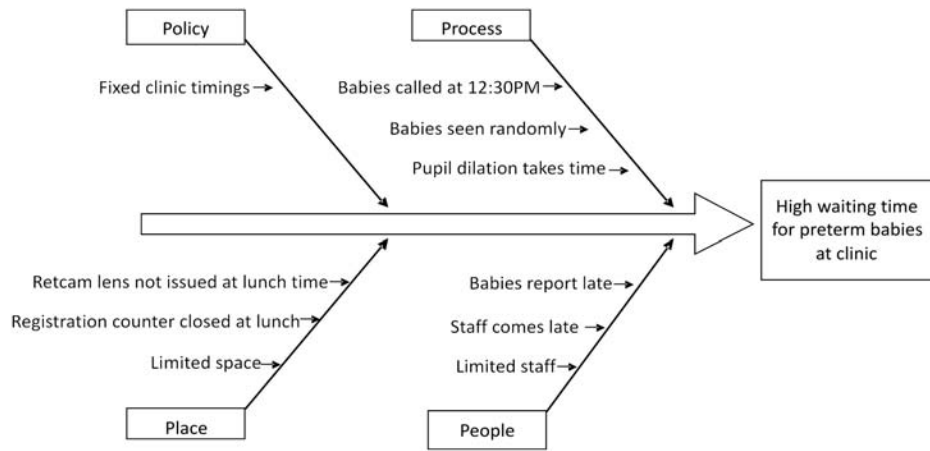 Policy
Process
Fixed clinic timings
Babies called at 12:30PM
Babies seen randomly
Pupil dilation takes time
High waiting time
for preterm babies
at clinic
Retcam lens not issued at lunch time
Registration counter closed at lunch
Limited space
Babies report late
Staff comes late
Limited staff
Place
People